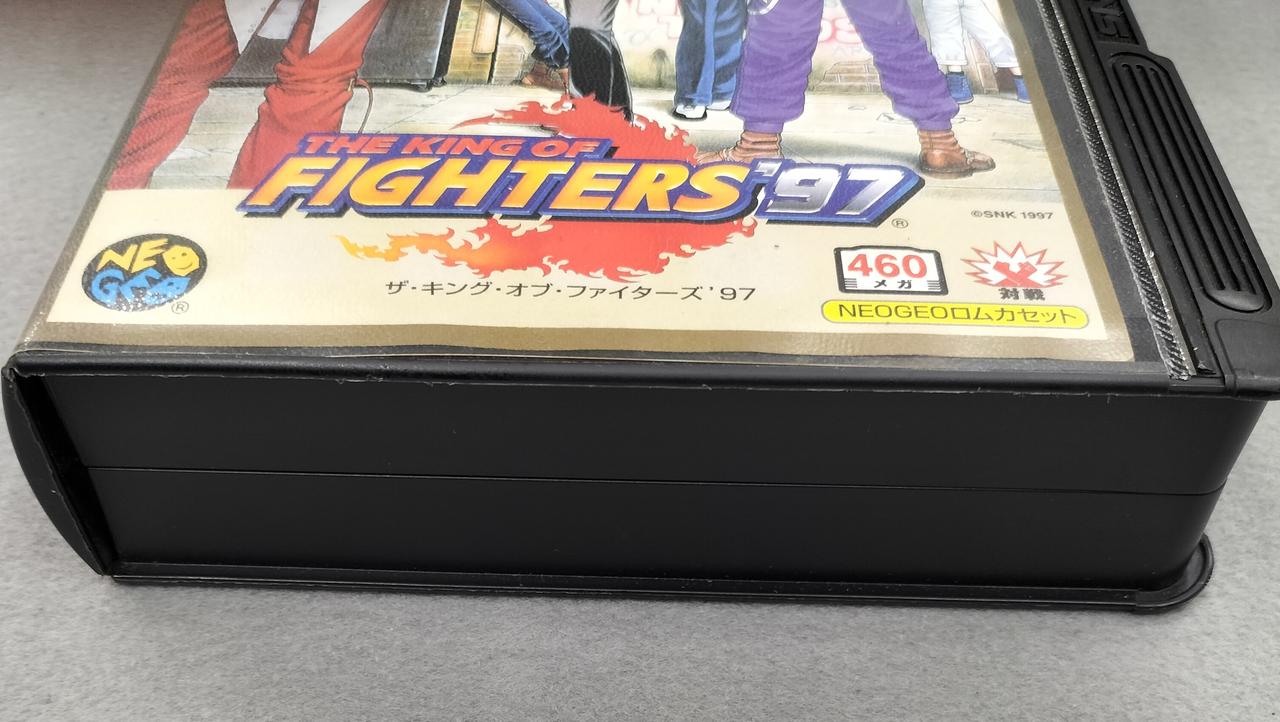 THE KING OF
FIGHTERS '97
®
©SNK 1997
NEO
GEO
®
ザ・キング・オブ・ファイターズ '97
460
メガ
対戦
NEOGEOロムカセット